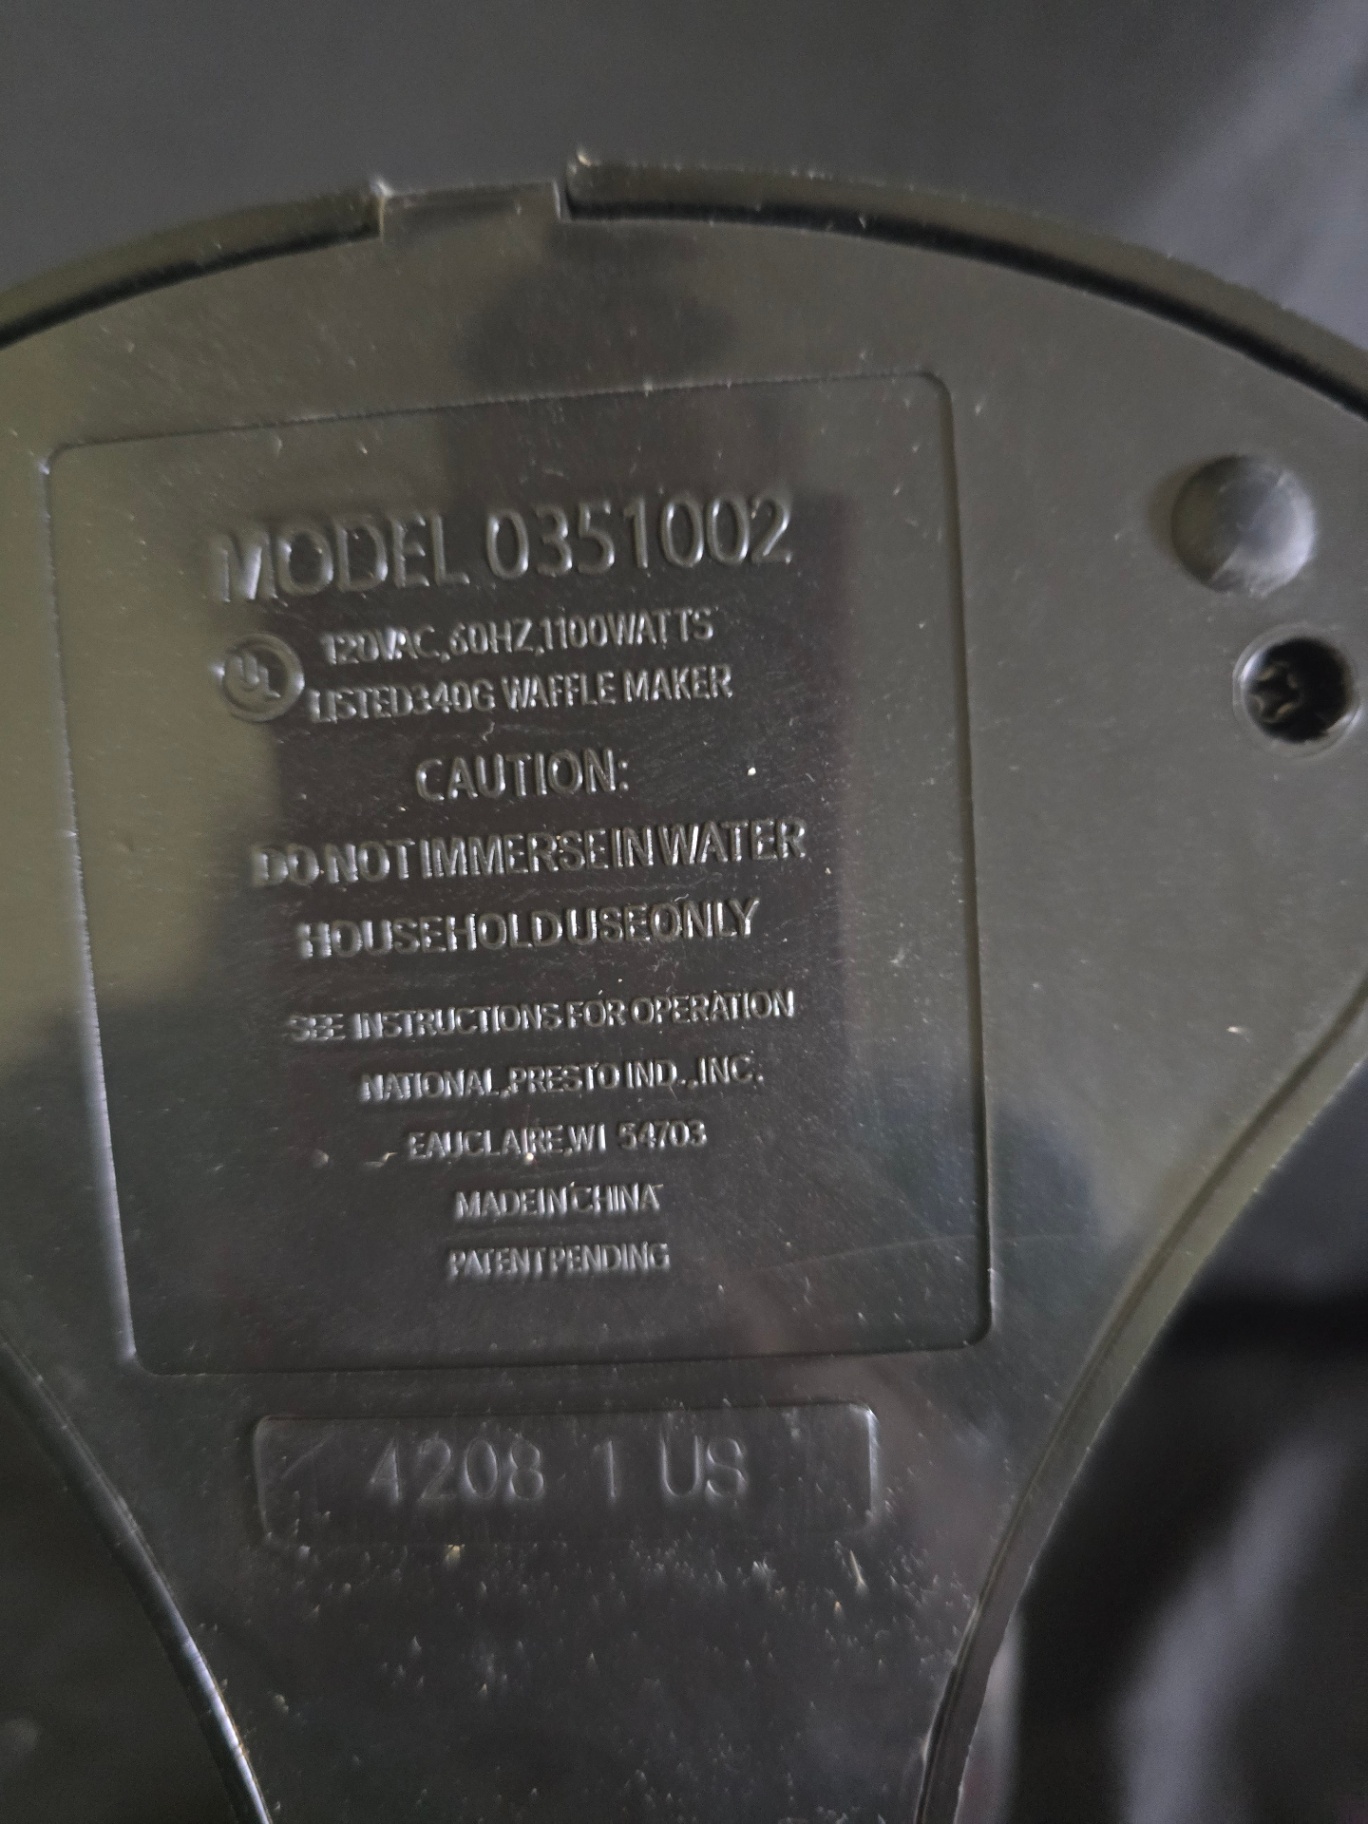 MODEL 0351002
UL 120VAC,60HZ,1100WATTS
LISTED340G WAFFLE MAKER
CAUTION:
DO NOT IMMERSE IN WATER
HOUSEHOLD USE ONLY
SEE INSTRUCTIONS FOR OPERATION
NATIONAL PRESTO IND., INC.
EAU CLAIRE, WI 54703
MADE IN CHINA
PATENT PENDING
4208 1 US